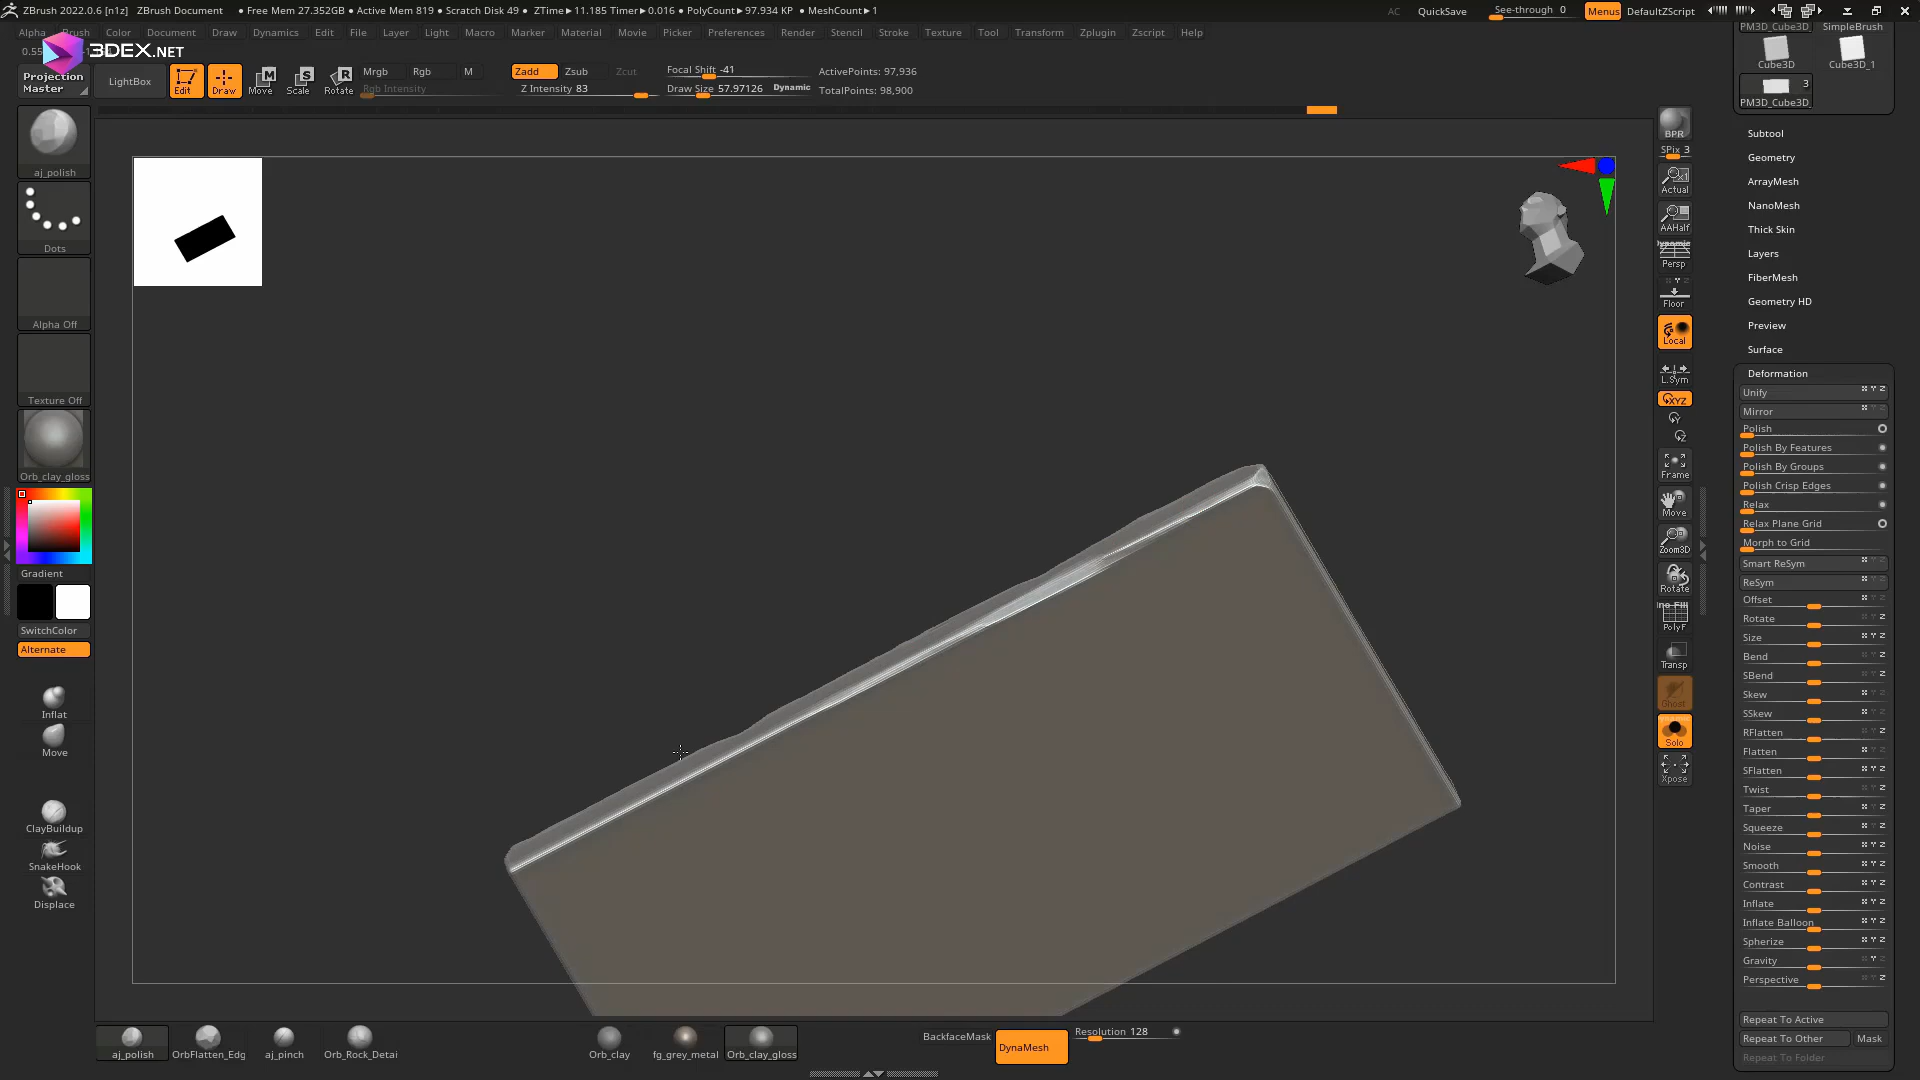 ZBrush 2022.0.6 [n1z] ZBrush Document ● Free Mem 27.352GB ● Active Mem 819 ● Scratch Disk 49 ● ZTime►11.185 Timer►0.016 ● PolyCount►97.934 KP ● MeshCount►1 AC QuickSave See-through 0 Menus DefaultZScript
Alpha Brush Color Document Draw Dynamics Edit File Layer Light Macro Marker Material Movie Picker Preferences Render Stencil Stroke Texture Tool Transform Zplugin Zscript Help
3DEX.NET
Projection Master
LightBox
Edit Draw Move Scale Rotate
Mrgb Rgb M
Rgb Intensity
Zadd Zsub Zcut
Z Intensity 83
Focal Shift -41
Draw Size 57.97126 Dynamic
ActivePoints: 97,936
TotalPoints: 98,900
aj_polish
Dots
Alpha Off
Texture Off
Orb_clay_gloss
Gradient
SwitchColor
Alternate
Inflat
Move
ClayBuildup
SnakeHook
Displace
BPR
SPix 3
Actual
AAHalf
Persp
Floor
Local
L.Sym
XYZ
Y
Z
Frame
Move
Zoom3D
Rotate
PolyF
Transp
Ghost
Solo
Xpose
PM3D_Cube3D_ SimpleBrush
Cube3D Cube3D_1
3
PM3D_Cube3D_
Subtool
Geometry
ArrayMesh
NanoMesh
Thick Skin
Layers
FiberMesh
Geometry HD
Preview
Surface
Deformation
Unify
Mirror
Polish
Polish By Features
Polish By Groups
Polish Crisp Edges
Relax
Relax Plane Grid
Morph to Grid
Smart ReSym
ReSym
Offset
Rotate
Size
Bend
SBend
Skew
SSkew
RFlatten
Flatten
SFlatten
Twist
Taper
Squeeze
Noise
Smooth
Contrast
Inflate
Inflate Balloon
Spherize
Gravity
Perspective
Repeat To Active
Repeat To Other Mask
Repeat To Folder
aj_polish OrbFlatten_Edg aj_pinch Orb_Rock_Detai Orb_clay fg_grey_metal Orb_clay_gloss
BackfaceMask DynaMesh Resolution 128